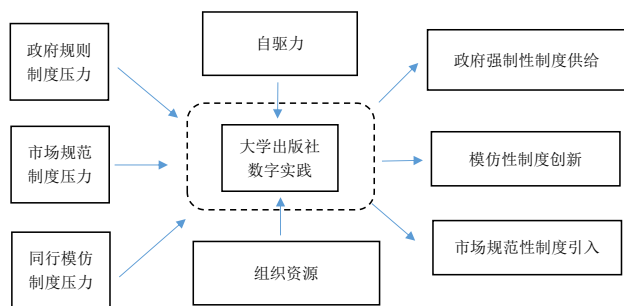 政府规则
制度压力
自驱力
政府强制性制度供给
市场规范
制度压力
大学出版社
数字实践
模仿性制度创新
同行模仿
制度压力
组织资源
市场规范性制度引入